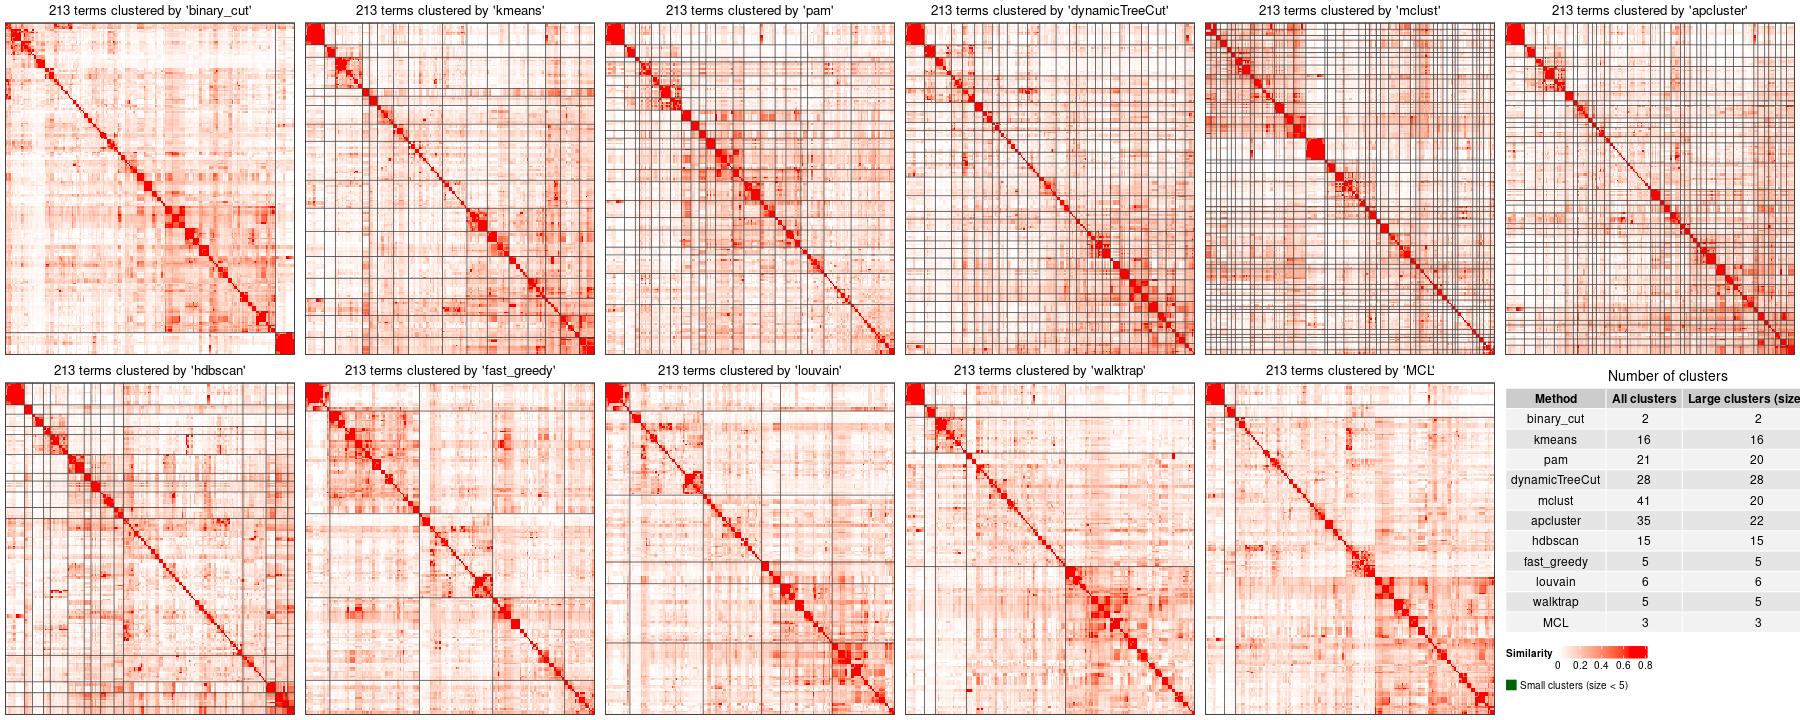 213 terms clustered by 'binary_cut'
213 terms clustered by 'kmeans'
213 terms clustered by 'pam'
213 terms clustered by 'dynamicTreeCut'
213 terms clustered by 'mclust'
213 terms clustered by 'apcluster'
213 terms clustered by 'hdbscan'
213 terms clustered by 'fast_greedy'
213 terms clustered by 'louvain'
213 terms clustered by 'walktrap'
213 terms clustered by 'MCL'
Number of clusters
Method All clusters Large clusters (size
binary_cut 2 2
kmeans 16 16
pam 21 20
dynamicTreeCut 28 28
mclust 41 20
apcluster 35 22
hdbscan 15 15
fast_greedy 5 5
louvain 6 6
walktrap 5 5
MCL 3 3
Similarity
0 0.2 0.4 0.6 0.8
Small clusters (size < 5)